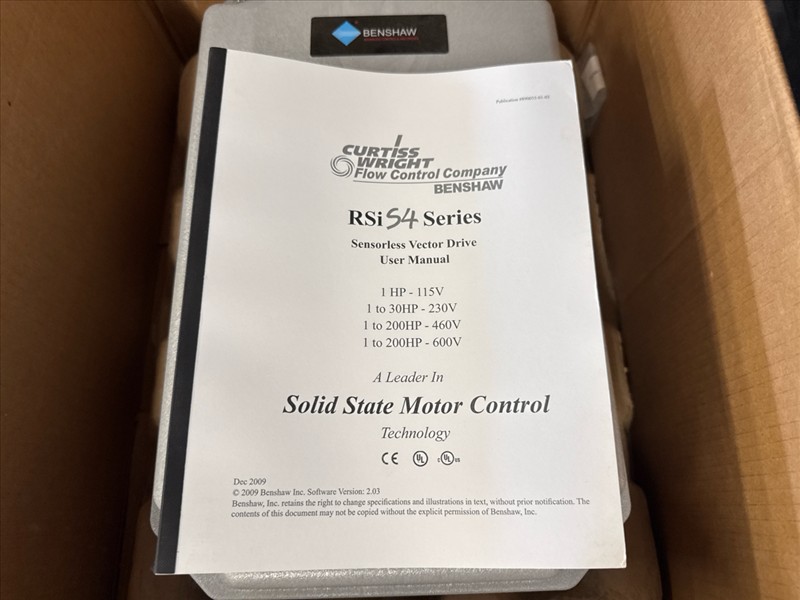 BENSHAW
CURTISS
WRIGHT
Flow Control Company
BENSHAW
RSi S4 Series
Sensorless Vector Drive
User Manual
1 HP - 115V
1 to 30HP - 230V
1 to 200HP - 460V
1 to 200HP - 600V
A Leader In
Solid State Motor Control
Technology
CE UL c UL us
Dec 2009
© 2009 Benshaw Inc. Software Version: 2.03
Benshaw, Inc. retains the right to change specifications and illustrations in text, without prior notification. The
contents of this document may not be copied without the explicit permission of Benshaw, Inc.